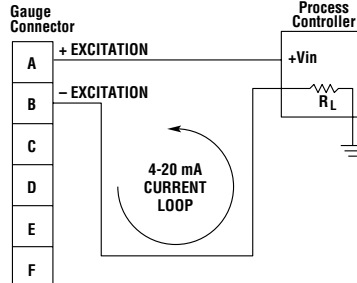 Gauge
Connector
Process
Controller
A
+ EXCITATION
+Vin
B
– EXCITATION
RL
C
4-20 mA
CURRENT
LOOP
D
E
F